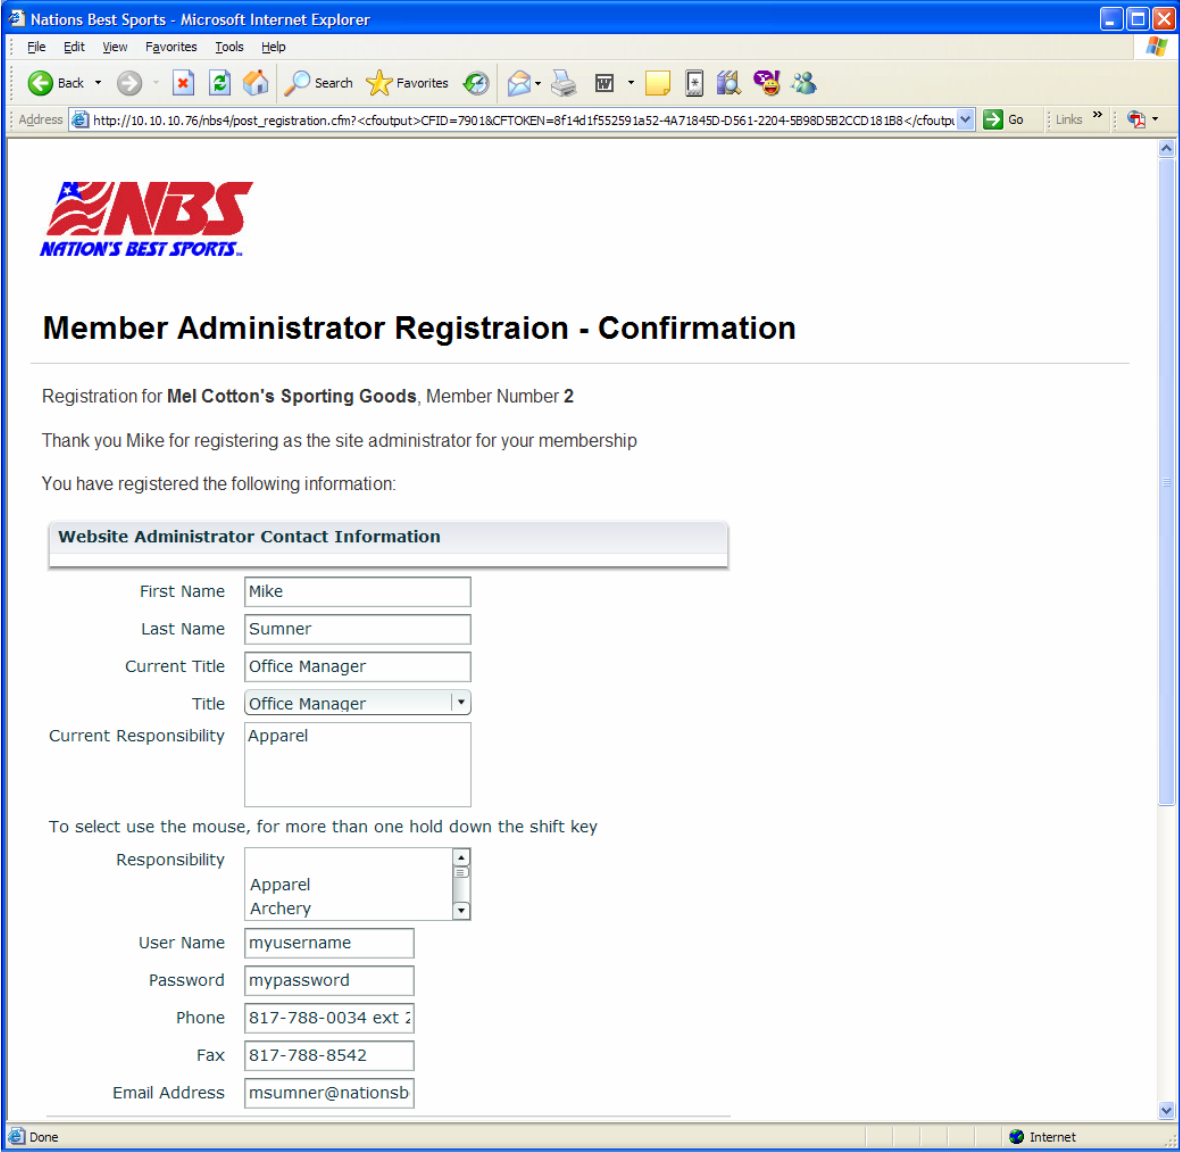 Nations Best Sports - Microsoft Internet Explorer
File Edit View Favorites Tools Help
Back Search Favorites
Address http://10.10.10.76/nbs4/post_registration.cfm?<cfoutput>CFID=7901&CFTOKEN=8f14d1f552591a52-4A71845D-D561-2204-5B98D5B2CCD181B8</cfoutpu Go Links »
NBS
NATION'S BEST SPORTS
Member Administrator Registraion - Confirmation
Registration for Mel Cotton's Sporting Goods, Member Number 2
Thank you Mike for registering as the site administrator for your membership
You have registered the following information:
Website Administrator Contact Information
First Name Mike
Last Name Sumner
Current Title Office Manager
Title Office Manager
Current Responsibility Apparel
To select use the mouse, for more than one hold down the shift key
Responsibility
Apparel
Archery
User Name myusername
Password mypassword
Phone 817-788-0034 ext 2
Fax 817-788-8542
Email Address msumner@nationsb
Done Internet